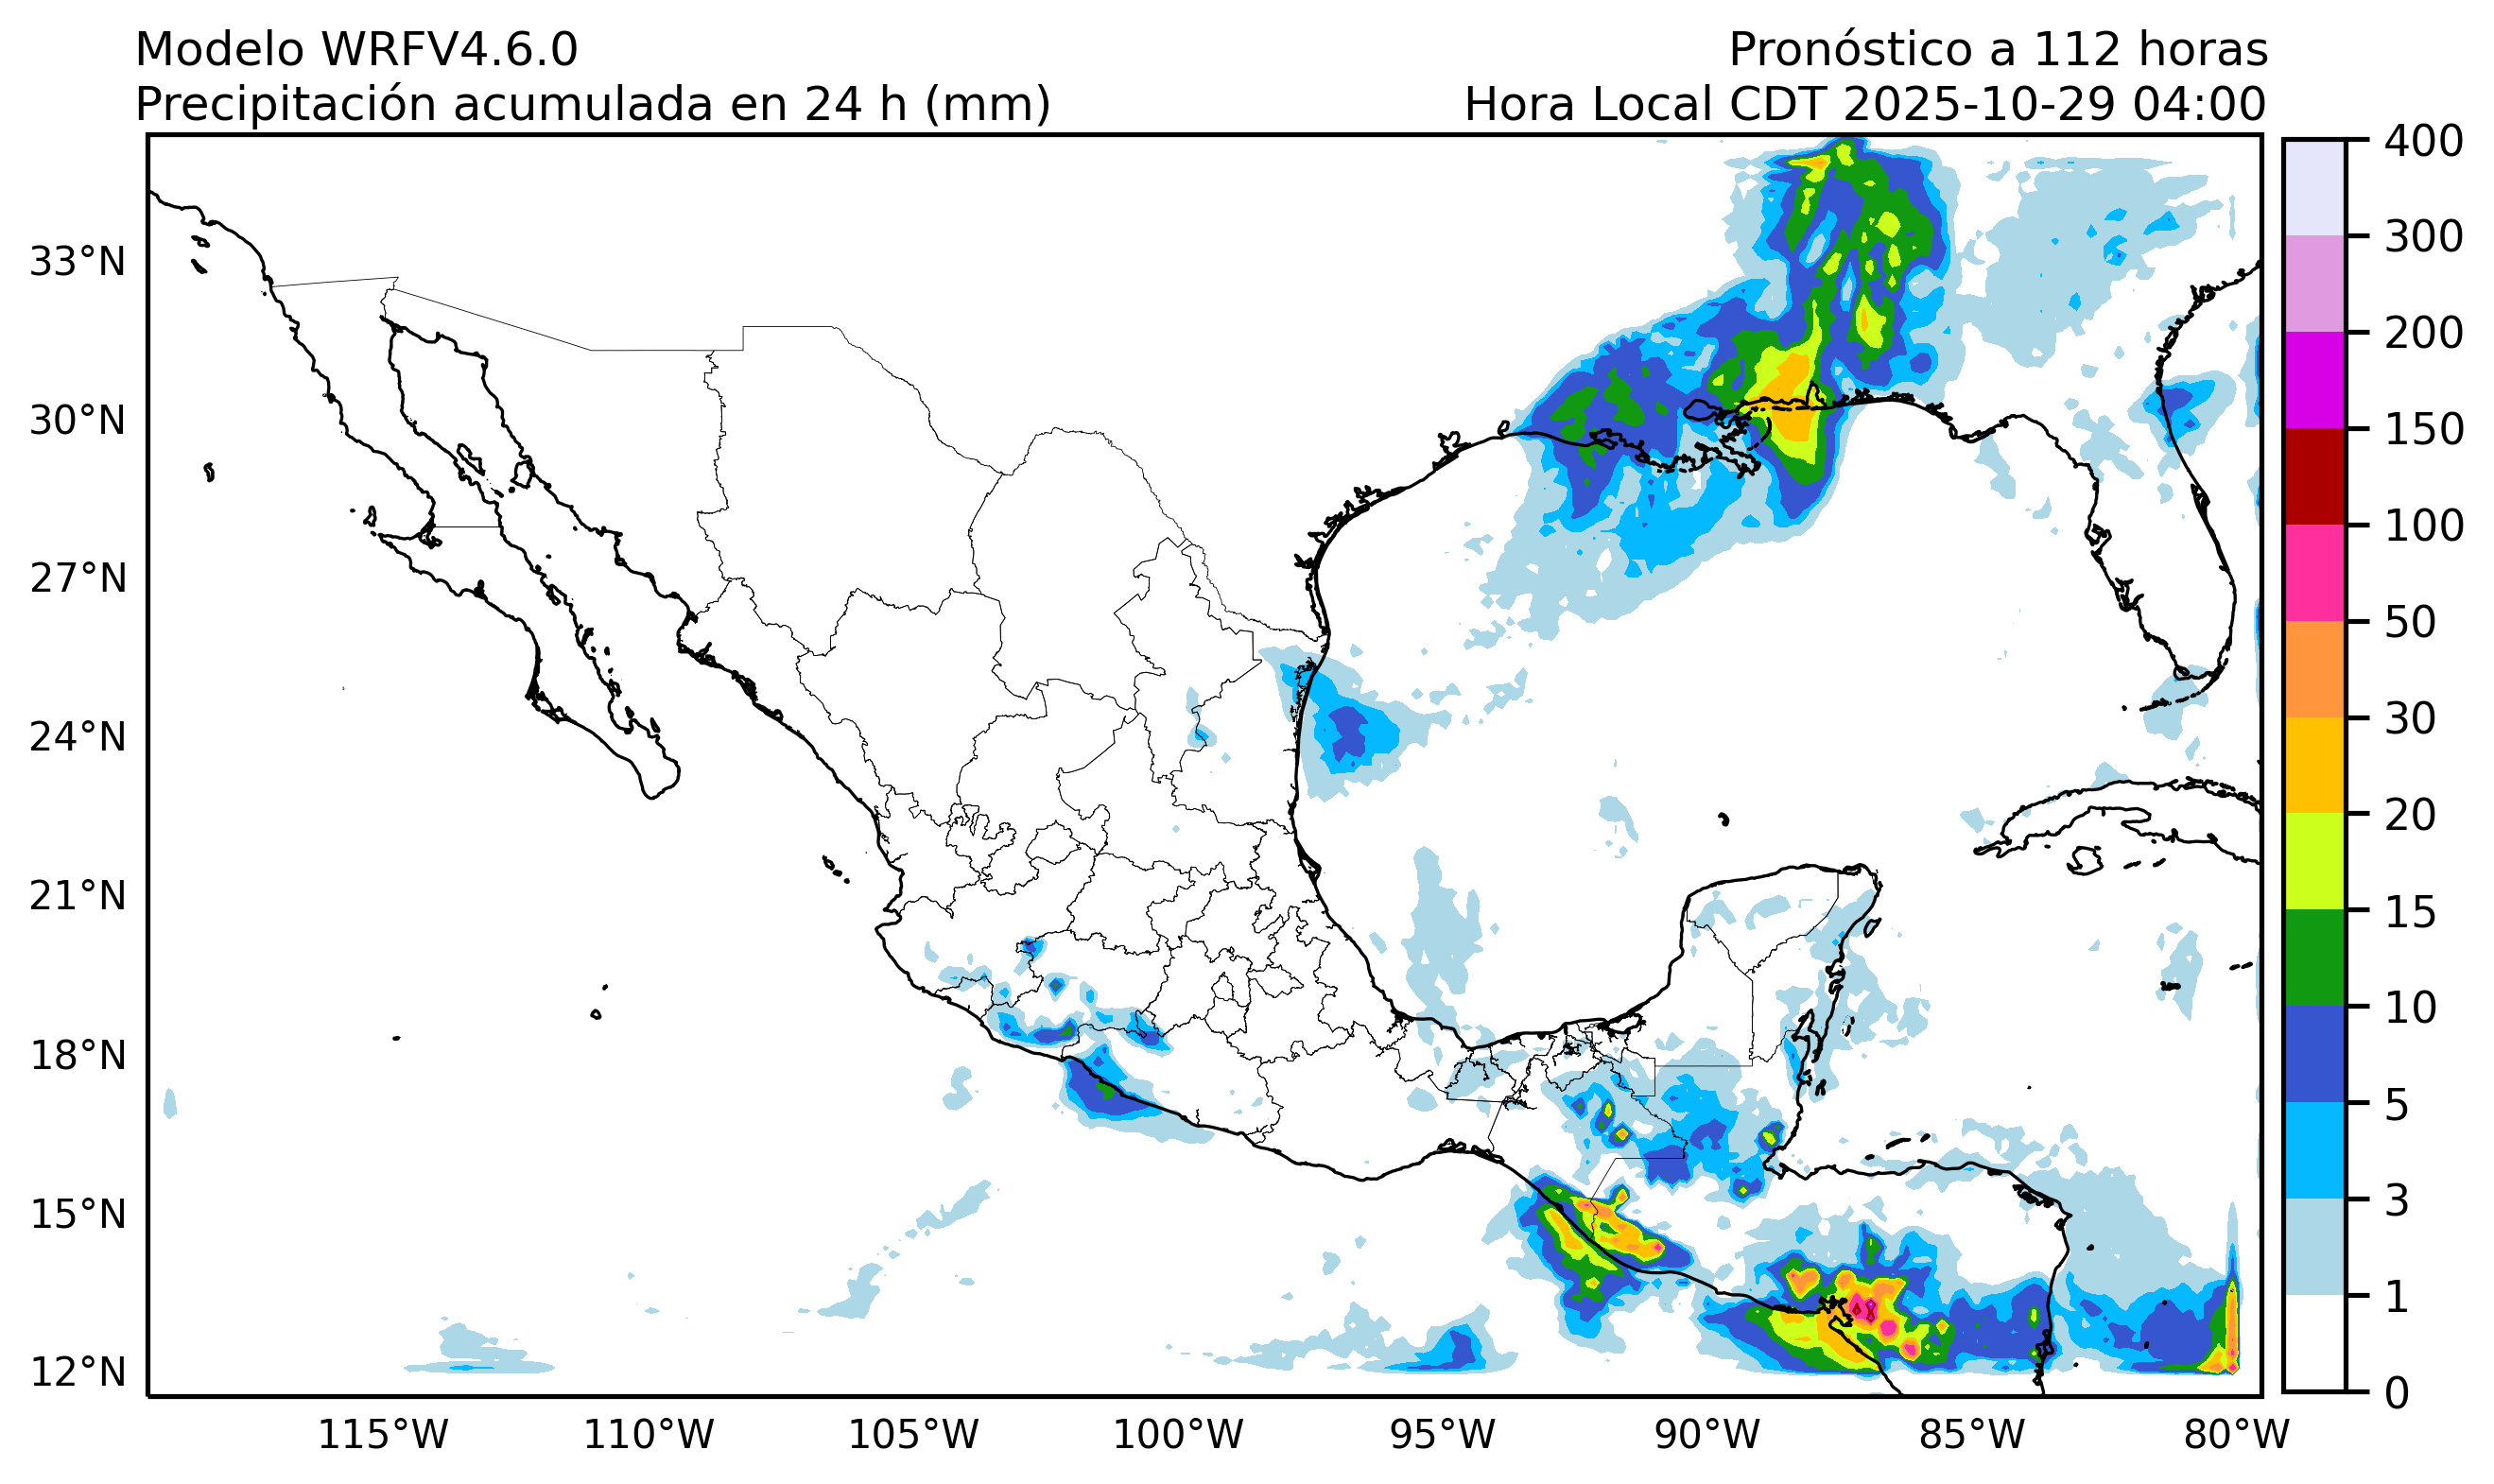 Modelo WRFV4.6.0
Pronóstico a 112 horas
Precipitación acumulada en 24 h (mm)
Hora Local CDT 2025-10-29 04:00
33°N
30°N
27°N
24°N
21°N
18°N
15°N
12°N
115°W
110°W
105°W
100°W
95°W
90°W
85°W
80°W
400
300
200
150
100
50
30
20
15
10
5
3
1
0